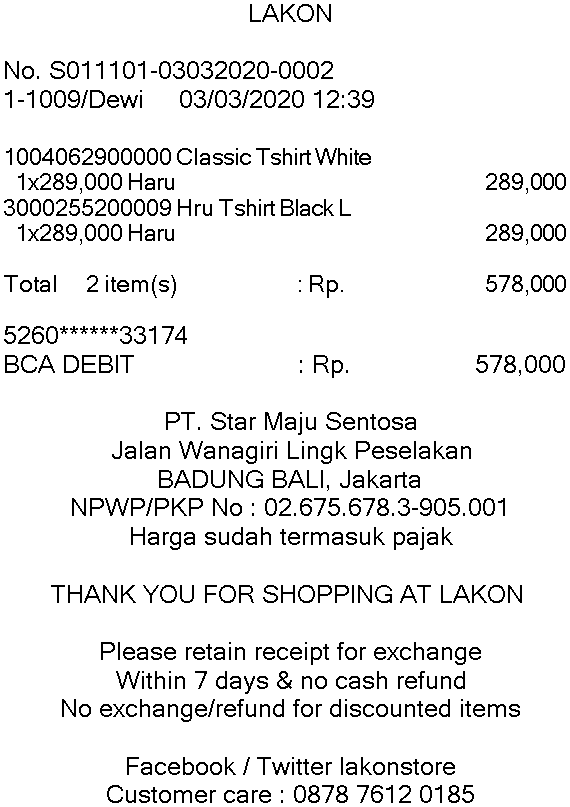 LAKON
No. S011101-03032020-0002
1-1009/Dewi 03/03/2020 12:39
1004062900000 Classic Tshirt White
1x289,000 Haru 289,000
3000255200009 Hru Tshirt Black L
1x289,000 Haru 289,000
Total 2 item(s) : Rp. 578,000
5260******33174
BCA DEBIT : Rp. 578,000
PT. Star Maju Sentosa
Jalan Wanagiri Lingk Peselakan
BADUNG BALI, Jakarta
NPWP/PKP No : 02.675.678.3-905.001
Harga sudah termasuk pajak
THANK YOU FOR SHOPPING AT LAKON
Please retain receipt for exchange
Within 7 days & no cash refund
No exchange/refund for discounted items
Facebook / Twitter lakonstore
Customer care : 0878 7612 0185